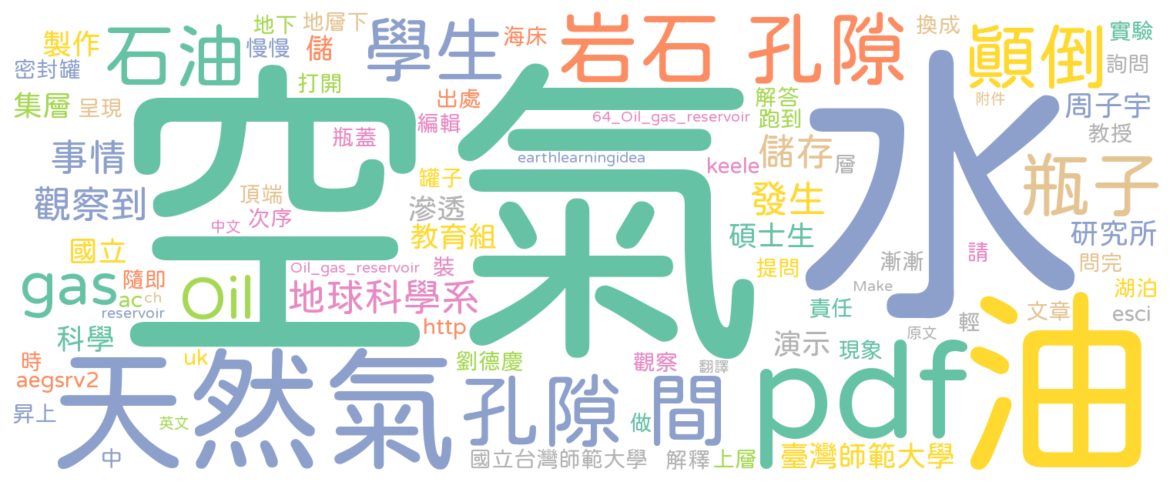 地下 地層下
製作 石油 慢慢 儲 學生 海床 岩石 孔隙 換成 顛倒 實驗
密封罐 打開 詢問
集層 呈現 出處 編輯 64_Oil_gas_reservoir 解答 跑到 附件 周子宇
瓶蓋 教授
事情 空氣 earthlearningidea keele 儲存 層 水 瓶子
觀察到 頂端 次序 罐子 滲透 發生
中文 教育組 碩士生 研究所
國立 Oil_gas_reservoir 裝 提問 漸漸 請 問完
gas 隨即 ac ch Oil 地球科學系 Make 湖泊
reservoir http 責任 文章 esci
科學 演示 現象 原文 輕
時 uk 劉德慶 觀察 翻譯
aegsrv2 天然氣 孔隙 間 pdf 油
昇上 英文 做
中 國立台灣師範大學 解釋 上層 臺灣師範大學